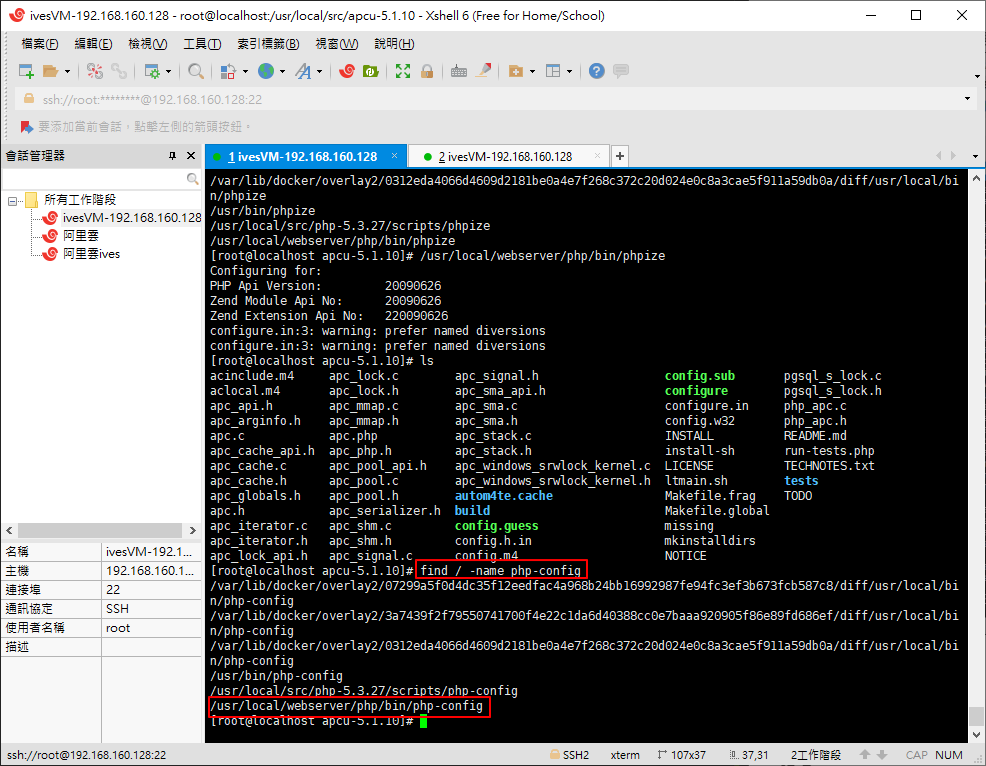 ivesVM-192.168.160.128 - root@localhost:/usr/local/src/apcu-5.1.10 - Xshell 6 (Free for Home/School)
檔案(F) 編輯(E) 檢視(V) 工具(T) 索引標籤(B) 視窗(W) 說明(H)
ssh://root:********@192.168.160.128:22
要添加當前會話，點擊左側的箭頭按鈕。
會話管理器
1 ivesVM-192.168.160.128
2 ivesVM-192.168.160.128
所有工作階段
ivesVM-192.168.160.128
阿里雲
阿里雲ives
名稱 ivesVM-192.1...
主機 192.168.160.1...
連接埠 22
通訊協定 SSH
使用者名稱 root
描述
/var/lib/docker/overlay2/0312eda4066d4609d2181be0a4e7f268c372c20d024e0c8a3cae5f911a59db0a/diff/usr/local/bi
n/phpize
/usr/bin/phpize
/usr/local/src/php-5.3.27/scripts/phpize
/usr/local/webserver/php/bin/phpize
[root@localhost apcu-5.1.10]# /usr/local/webserver/php/bin/phpize
Configuring for:
PHP Api Version: 20090626
Zend Module Api No: 20090626
Zend Extension Api No: 220090626
configure.in:3: warning: prefer named diversions
configure.in:3: warning: prefer named diversions
[root@localhost apcu-5.1.10]# ls
acinclude.m4 apc_lock.c apc_signal.h config.sub pgsql_s_lock.c
aclocal.m4 apc_lock.h apc_sma_api.h configure pgsql_s_lock.h
apc_api.h apc_mmap.c apc_sma.c configure.in php_apc.c
apc_arginfo.h apc_mmap.h apc_sma.h config.w32 php_apc.h
apc.c apc.php apc_stack.c INSTALL README.md
apc_cache_api.h apc_php.h apc_stack.h install-sh run-tests.php
apc_cache.c apc_pool_api.h apc_windows_srwlock_kernel.c LICENSE TECHNOTES.txt
apc_cache.h apc_pool.c apc_windows_srwlock_kernel.h ltmain.sh tests
apc_globals.h apc_pool.h autom4te.cache Makefile.frag TODO
apc.h apc_serializer.h build Makefile.global
apc_iterator.c apc_shm.c config.guess missing
apc_iterator.h apc_shm.h config.h.in mkinstalldirs
apc_lock_api.h apc_signal.c config.m4 NOTICE
[root@localhost apcu-5.1.10]# find / -name php-config
/var/lib/docker/overlay2/07299a5f0d4dc35f12eedfac4a968b24bb16992987fe94fc3ef3b673fcb587c8/diff/usr/local/bi
n/php-config
/var/lib/docker/overlay2/3a7439f2f79550741700f4e22c1da6d40388cc0e7baaa920905f86e89fd686ef/diff/usr/local/bi
n/php-config
/var/lib/docker/overlay2/0312eda4066d4609d2181be0a4e7f268c372c20d024e0c8a3cae5f911a59db0a/diff/usr/local/bi
n/php-config
/usr/bin/php-config
/usr/local/src/php-5.3.27/scripts/php-config
/usr/local/webserver/php/bin/php-config
[root@localhost apcu-5.1.10]#
ssh://root@192.168.160.128:22 SSH2 xterm 107x37 37,31 2工作階段 CAP NUM